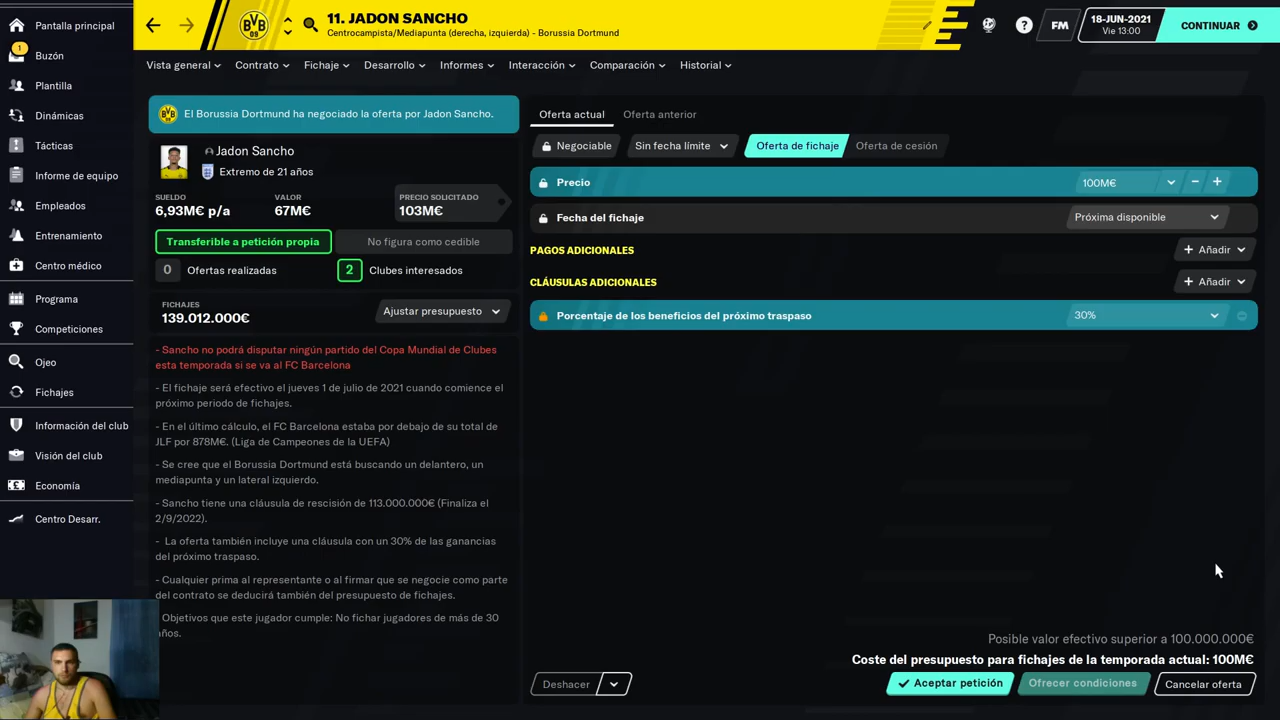 Pantalla principal
1
Buzón
Plantilla
Dinámicas
Tácticas
Informe de equipo
Empleados
Entrenamiento
Centro médico
Programa
Competiciones
Ojeo
Fichajes
Información del club
Visión del club
Economía
Centro Desarr.
BVB
09
11. JADON SANCHO
Centrocampista/Mediapunta (derecha, izquierda) - Borussia Dortmund
?
FM
18-JUN-2021
Vie 13:00
CONTINUAR
Vista general
Contrato
Fichaje
Desarrollo
Informes
Interacción
Comparación
Historial
El Borussia Dortmund ha negociado la oferta por Jadon Sancho.
Jadon Sancho
Extremo de 21 años
SUELDO
6,93M€ p/a
VALOR
67M€
PRECIO SOLICITADO
103M€
Transferible a petición propia
No figura como cedible
0 Ofertas realizadas
2 Clubes interesados
FICHAJES
139.012.000€
Ajustar presupuesto
- Sancho no podrá disputar ningún partido del Copa Mundial de Clubes
esta temporada si se va al FC Barcelona
- El fichaje será efectivo el jueves 1 de julio de 2021 cuando comience el
próximo periodo de fichajes.
- En el último cálculo, el FC Barcelona estaba por debajo de su total de
JLF por 878M€. (Liga de Campeones de la UEFA)
- Se cree que el Borussia Dortmund está buscando un delantero, un
mediapunta y un lateral izquierdo.
- Sancho tiene una cláusula de rescisión de 113.000.000€ (Finaliza el
2/9/2022).
- La oferta también incluye una cláusula con un 30% de las ganancias
del próximo traspaso.
- Cualquier prima al representante o al firmar que se negocie como parte
del contrato se deducirá también del presupuesto de fichajes.
Objetivos que este jugador cumple: No fichar jugadores de más de 30
años.
Oferta actual
Oferta anterior
Negociable
Sin fecha límite
Oferta de fichaje
Oferta de cesión
Precio
100M€
- +
Fecha del fichaje
Próxima disponible
PAGOS ADICIONALES
+ Añadir
CLÁUSULAS ADICIONALES
+ Añadir
Porcentaje de los beneficios del próximo traspaso
30%
Posible valor efectivo superior a 100.000.000€
Coste del presupuesto para fichajes de la temporada actual: 100M€
Deshacer
Aceptar petición
Ofrecer condiciones
Cancelar oferta